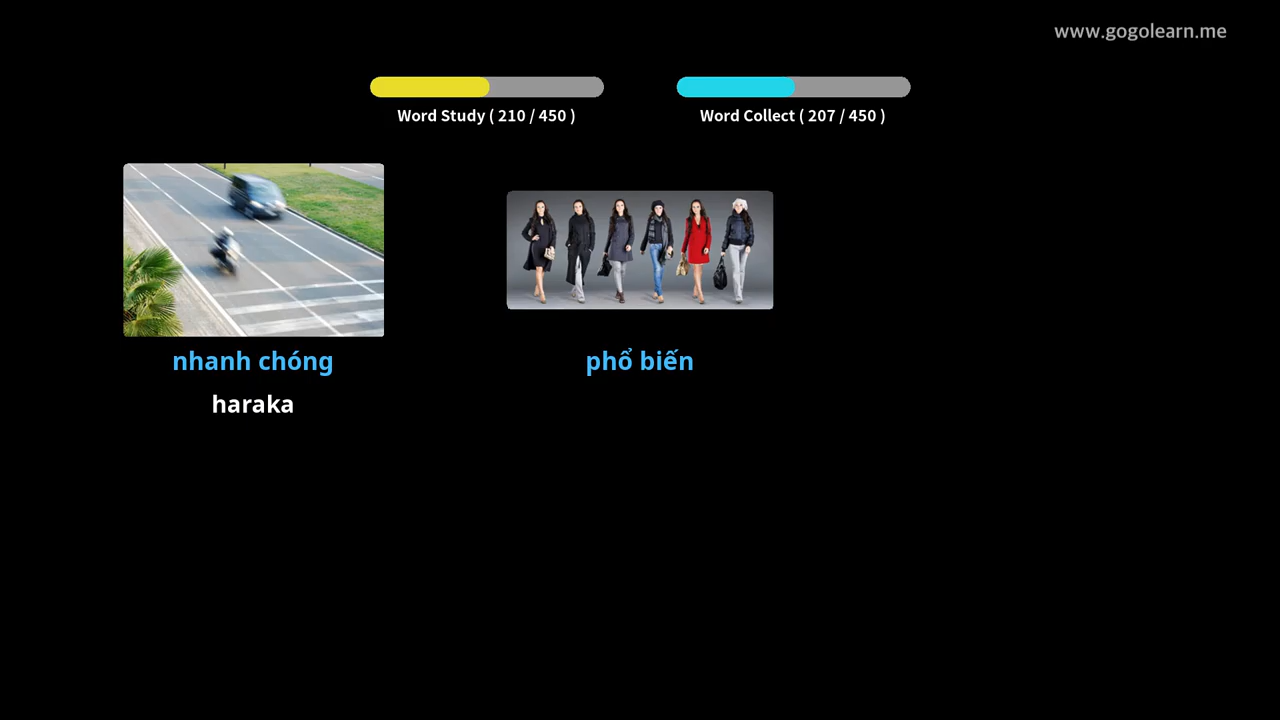 www.gogolearn.me
Word Study ( 210 / 450 )
Word Collect ( 207 / 450 )
nhanh chóng
haraka
phổ biến